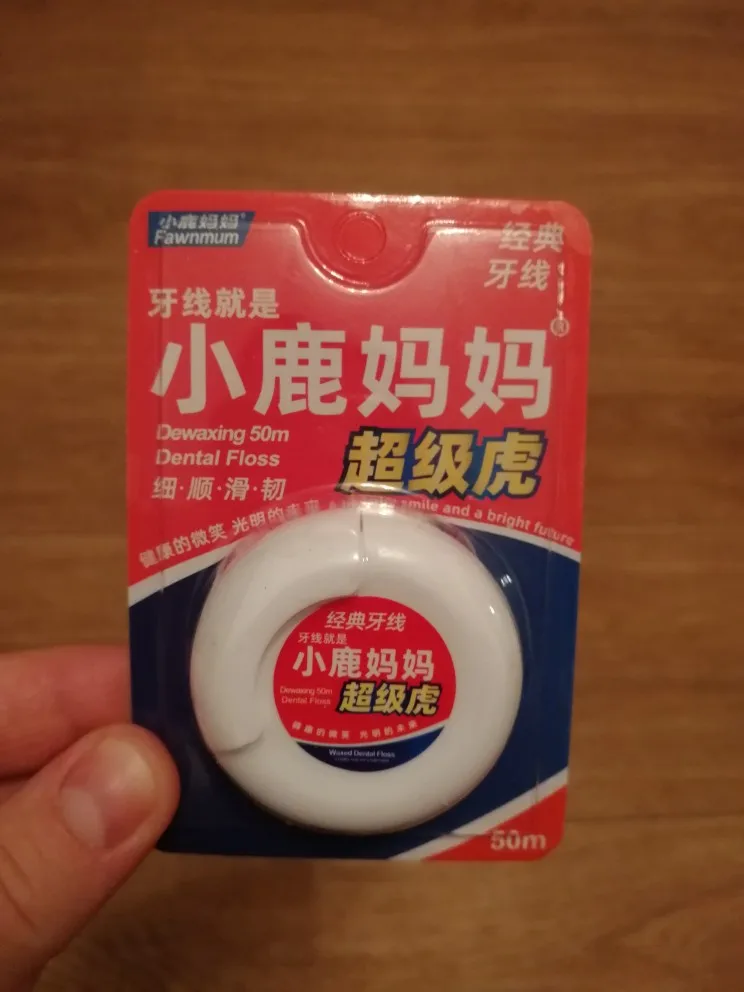 小鹿妈妈®
Fawnmum
经典
牙线
牙线就是
小鹿妈妈®
Dewaxing 50m
Dental Floss
超级虎
细·顺·滑·韧
健康的微笑 光明的未来 smile and a bright future
经典牙线
牙线就是
小鹿妈妈
Dewaxing 50m
Dental Floss
超级虎
健康的微笑 光明的未来
Waxed Dental Floss
50m